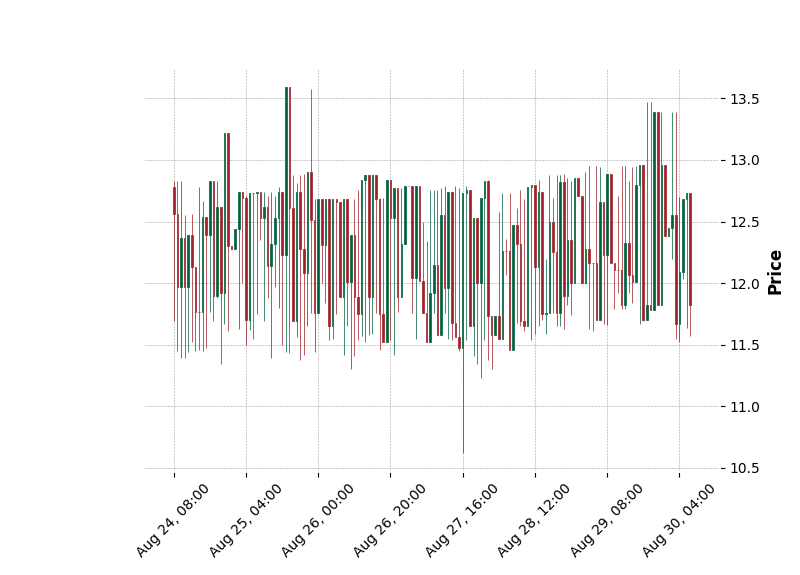 13.5
13.0
12.5
12.0
11.5
11.0
10.5
Price
Aug 24, 08:00
Aug 25, 04:00
Aug 26, 00:00
Aug 26, 20:00
Aug 27, 16:00
Aug 28, 12:00
Aug 29, 08:00
Aug 30, 04:00